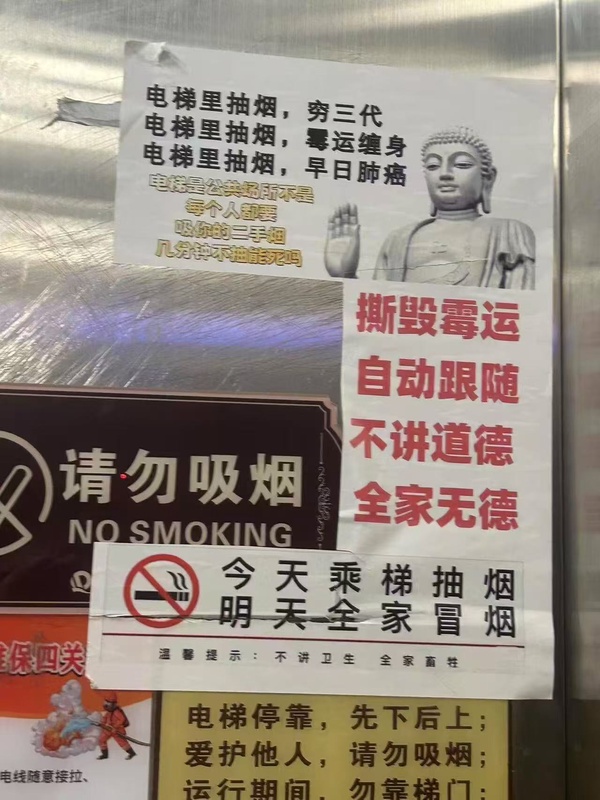 电梯里抽烟，穷三代
电梯里抽烟，霉运缠身
电梯里抽烟，早日肺癌
电梯是公共场所不是
每个人都要
吸你的二手烟
几分钟不抽能死吗
撕毁霉运
自动跟随
不讲道德
全家无德
请勿吸烟
NO SMOKING
今天乘梯抽烟
明天全家冒烟
温馨提示：不讲卫生 全家畜牲
保四关
电线随意接拉、
电梯停靠，先下后上；
爱护他人，请勿吸烟；
运行期间，勿靠梯门；